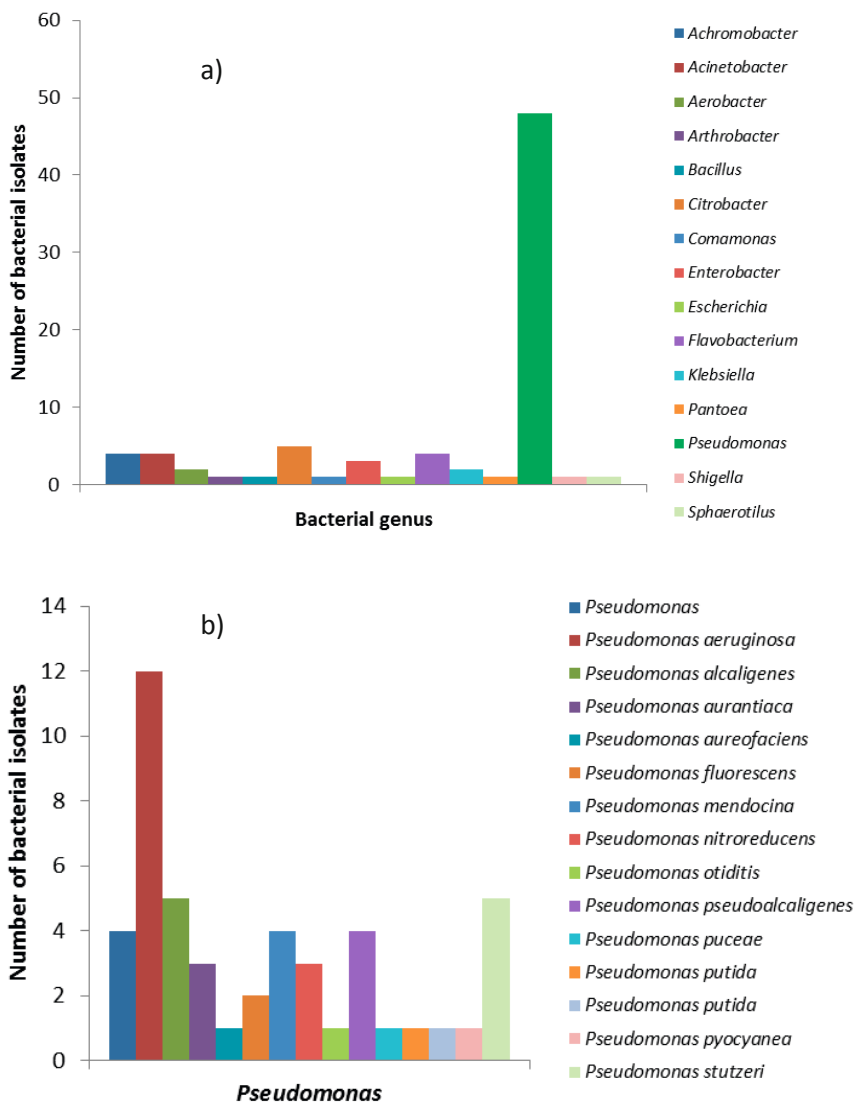 a)
Number of bacterial isolates
60
50
40
30
20
10
0
Bacterial genus
Achromobacter
Acinetobacter
Aerobacter
Arthrobacter
Bacillus
Citrobacter
Comamonas
Enterobacter
Escherichia
Flavobacterium
Klebsiella
Pantoea
Pseudomonas
Shigella
Sphaerotilus
b)
Number of bacterial isolates
14
12
10
8
6
4
2
0
Pseudomonas
Pseudomonas
Pseudomonas aeruginosa
Pseudomonas alcaligenes
Pseudomonas aurantiaca
Pseudomonas aureofaciens
Pseudomonas fluorescens
Pseudomonas mendocina
Pseudomonas nitroreducens
Pseudomonas otiditis
Pseudomonas pseudoalcaligenes
Pseudomonas puceae
Pseudomonas putida
Pseudomonas putida
Pseudomonas pyocyanea
Pseudomonas stutzeri